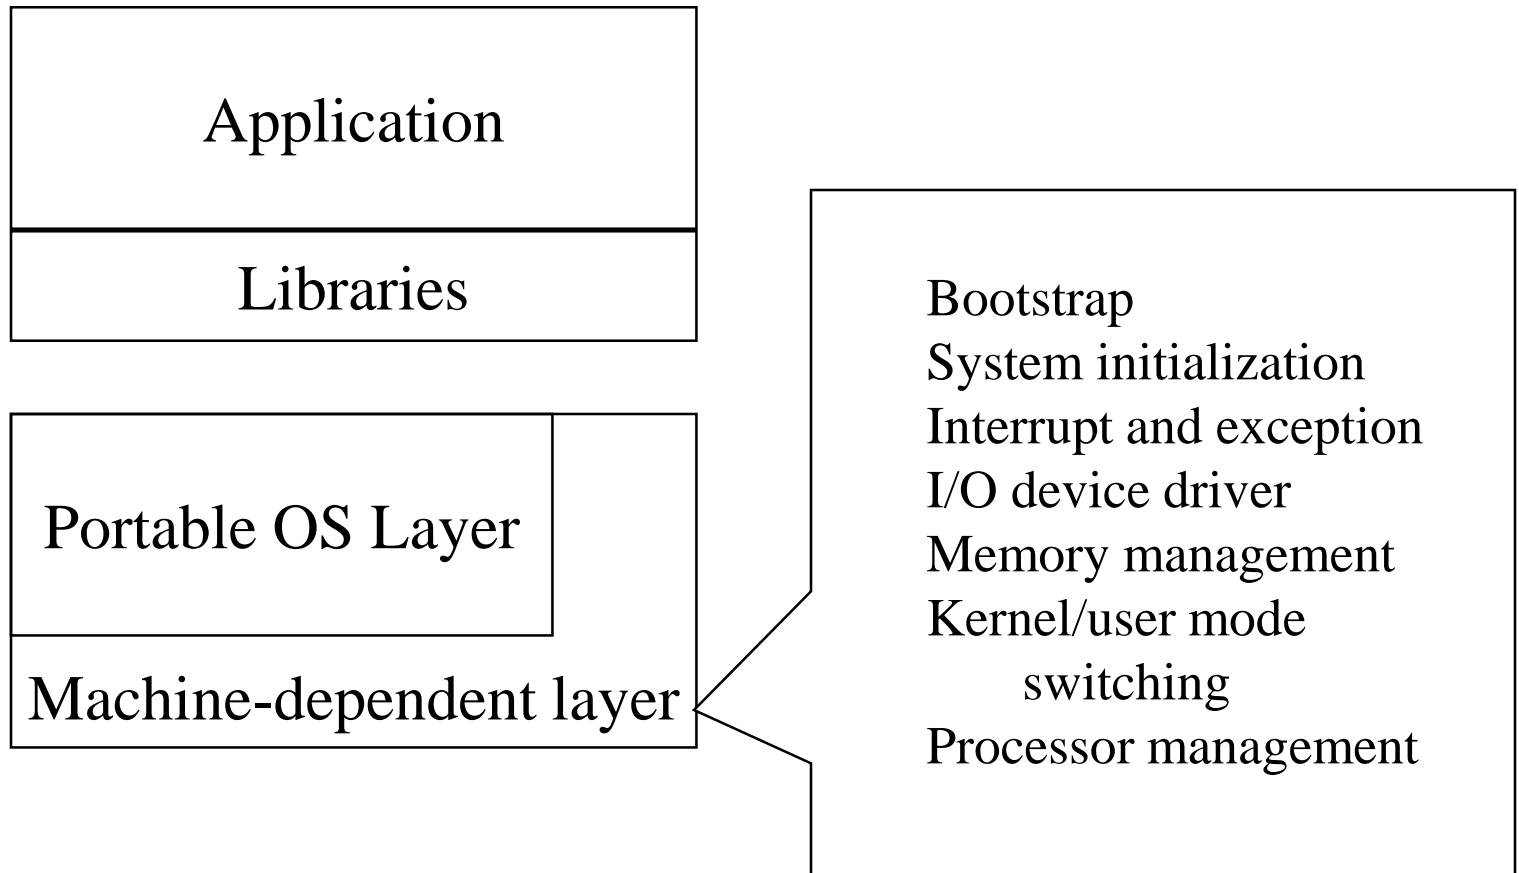 Application
Libraries
Portable OS Layer
Machine-dependent layer
Bootstrap
System initialization
Interrupt and exception
I/O device driver
Memory management
Kernel/user mode
switching
Processor management